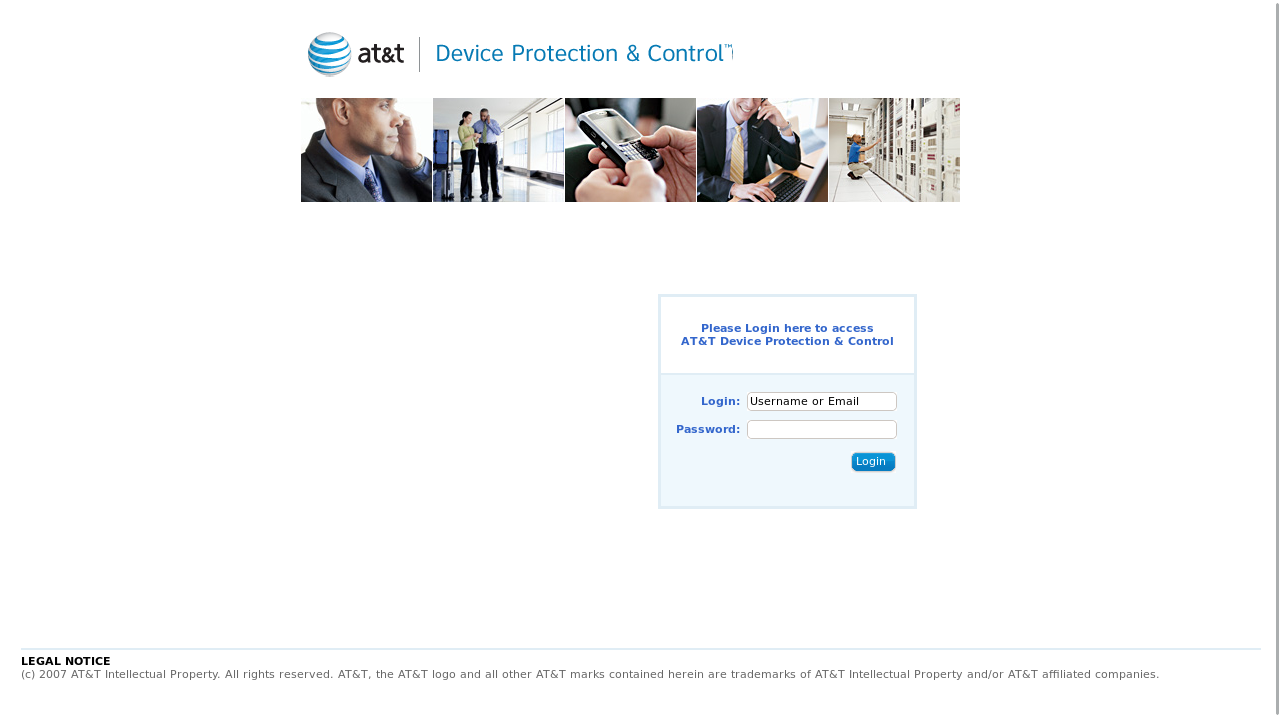 at&t Device Protection & Control™
Please Login here to access
AT&T Device Protection & Control
Login: Username or Email
Password:
Login
LEGAL NOTICE
(c) 2007 AT&T Intellectual Property. All rights reserved. AT&T, the AT&T logo and all other AT&T marks contained herein are trademarks of AT&T Intellectual Property and/or AT&T affiliated companies.